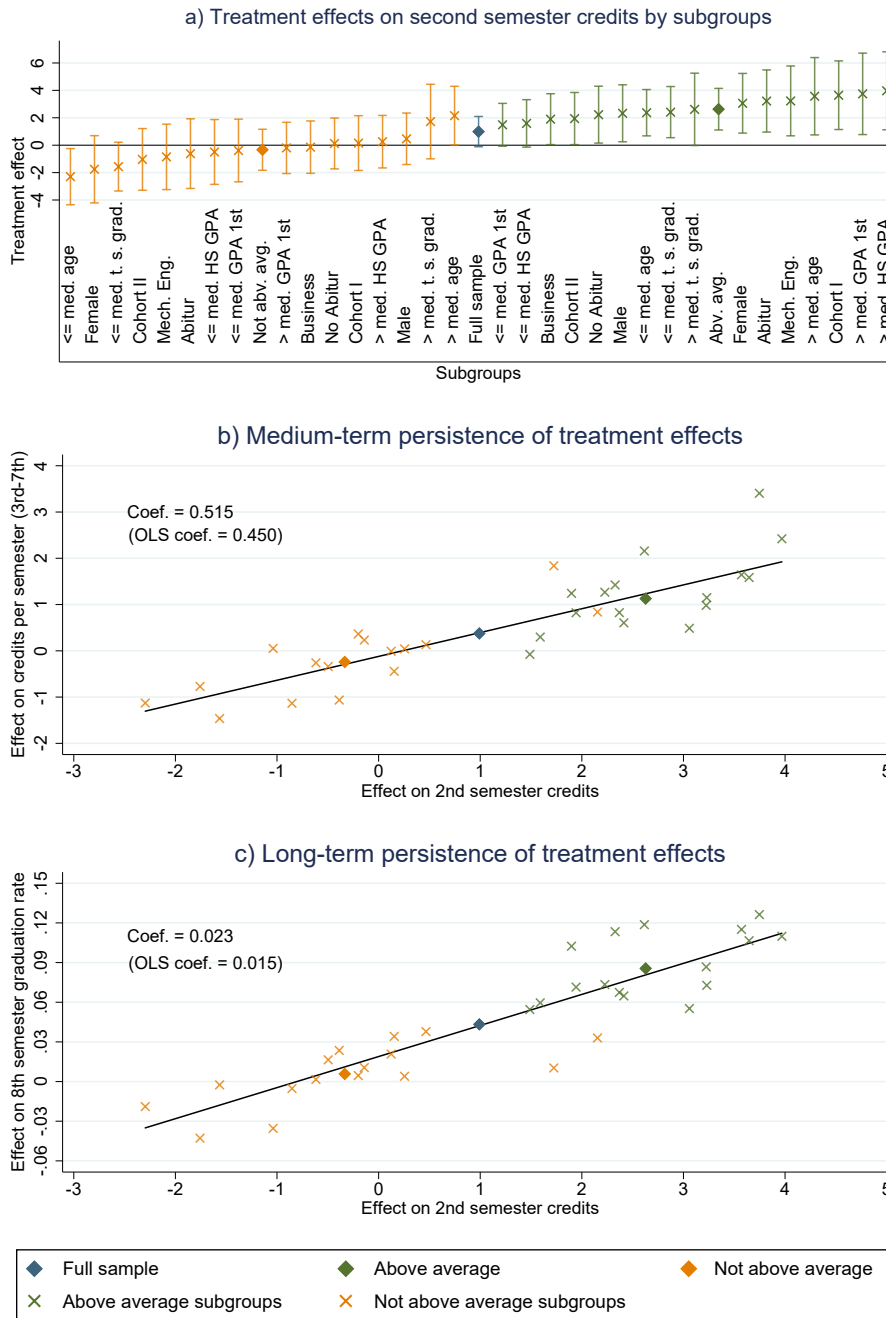 a) Treatment effects on second semester credits by subgroups
Treatment effect
6
4
2
0
-2
-4
<= med. age
Female
<= med. t. s. grad.
Cohort II
Mech. Eng.
Abitur
<= med. HS GPA
<= med. GPA 1st
Not abv. avg.
> med. GPA 1st
Business
No Abitur
Cohort I
> med. HS GPA
Male
> med. t. s. grad.
> med. age
Full sample
<= med. GPA 1st
<= med. HS GPA
Business
Cohort II
No Abitur
Male
<= med. age
<= med. t. s. grad.
> med. t. s. grad.
Abv. avg.
Female
Abitur
Mech. Eng.
> med. age
Cohort I
> med. GPA 1st
> med. HS GPA
Subgroups
b) Medium-term persistence of treatment effects
Effect on credits per semester (3rd-7th)
4
3
2
1
0
-1
-2
Coef. = 0.515
(OLS coef. = 0.450)
-3 -2 -1 0 1 2 3 4 5
Effect on 2nd semester credits
c) Long-term persistence of treatment effects
Effect on 8th semester graduation rate
.15
.12
.09
.06
.03
0
-.03
-.06
Coef. = 0.023
(OLS coef. = 0.015)
-3 -2 -1 0 1 2 3 4 5
Effect on 2nd semester credits
Full sample Above average Not above average
Above average subgroups Not above average subgroups